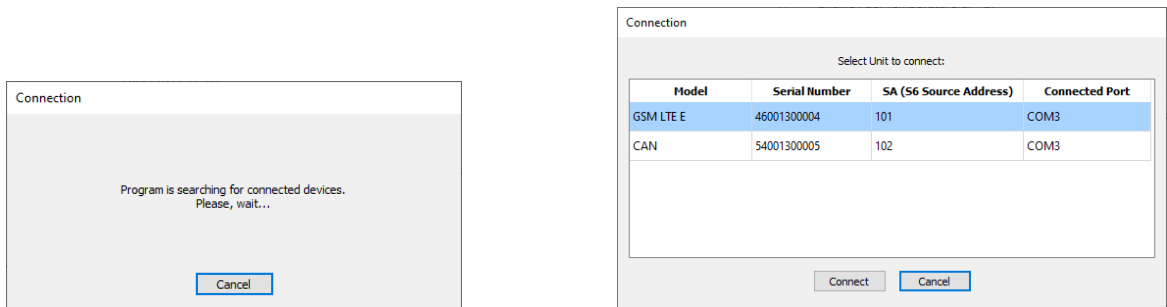 Connection
Program is searching for connected devices.
Please, wait...
Cancel
Connection
Select Unit to connect:
Model Serial Number SA (S6 Source Address) Connected Port
GSM LTE E 46001300004 101 COM3
CAN 54001300005 102 COM3
Connect Cancel